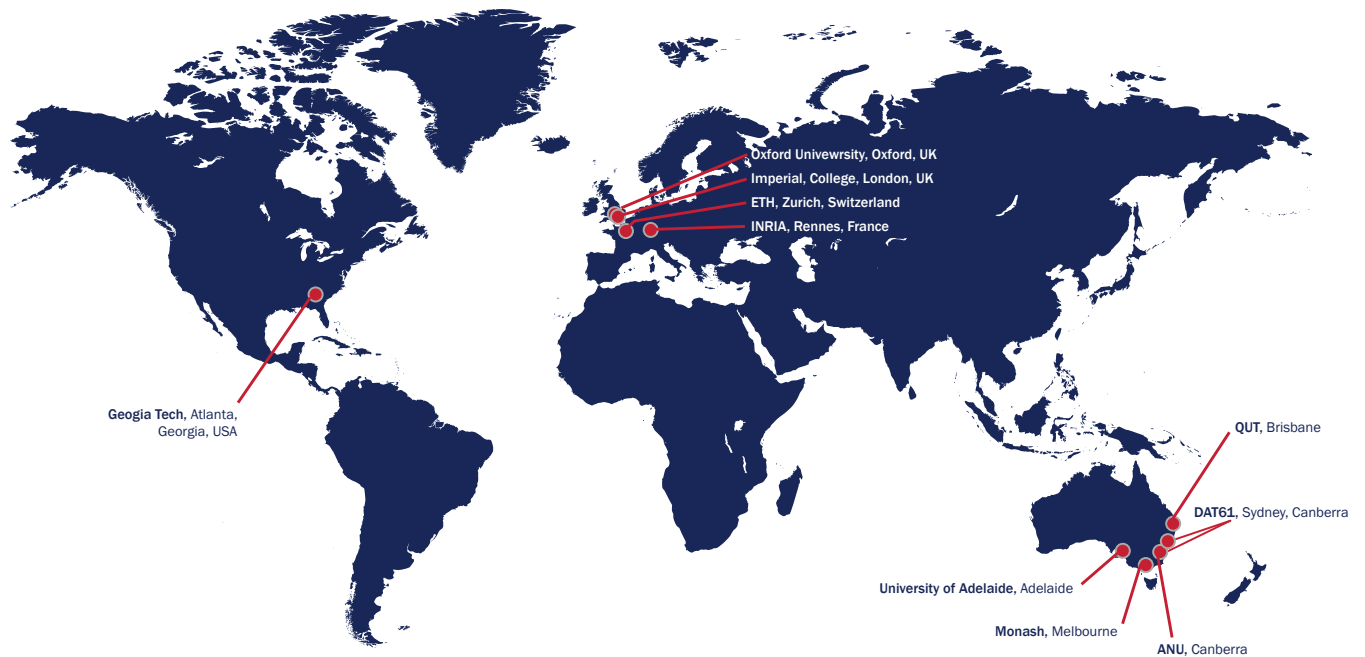 Oxford Univewrsity, Oxford, UK
Imperial, College, London, UK
ETH, Zurich, Switzerland
INRIA, Rennes, France
Geogia Tech, Atlanta,
Georgia, USA
QUT, Brisbane
DAT61, Sydney, Canberra
University of Adelaide, Adelaide
Monash, Melbourne
ANU, Canberra